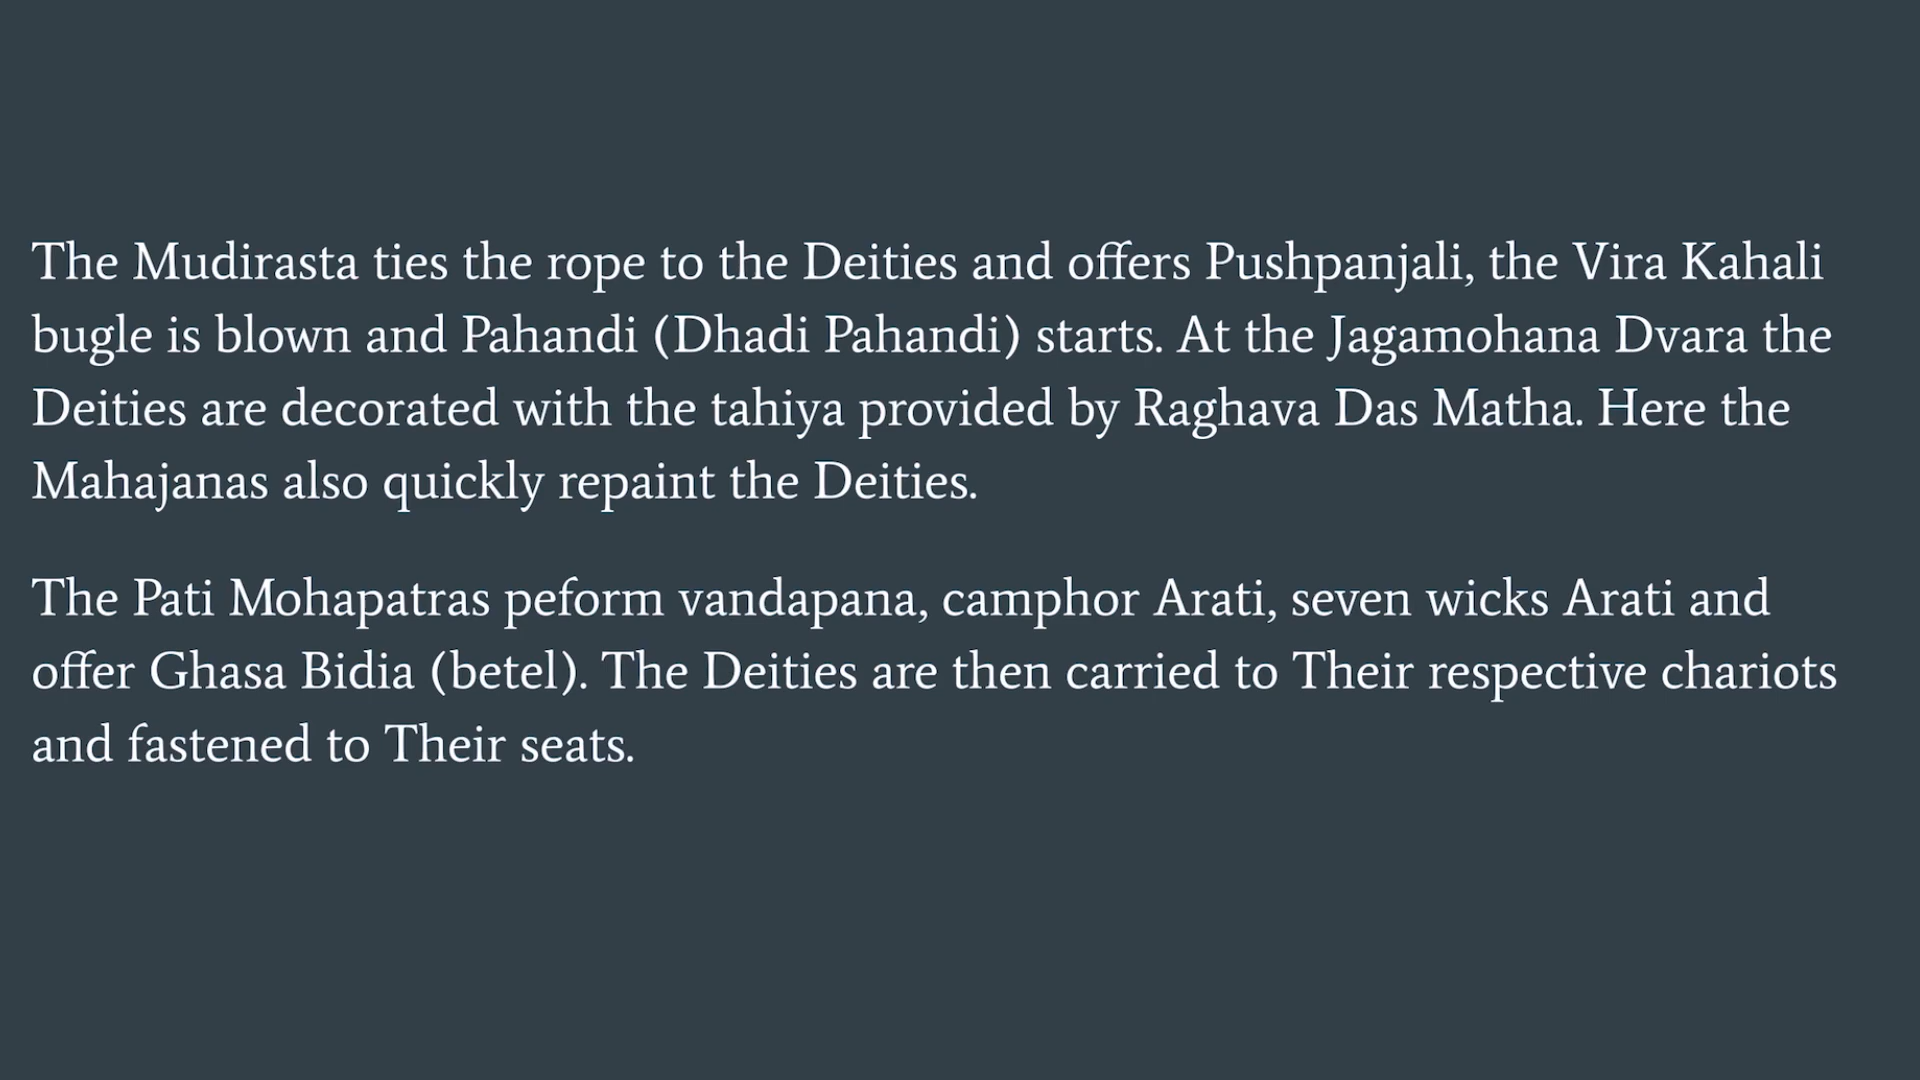 The Mudirasta ties the rope to the Deities and offers Pushpanjali, the Vira Kahali
bugle is blown and Pahandi (Dhadi Pahandi) starts. At the Jagamohana Dvara the
Deities are decorated with the tahiya provided by Raghava Das Matha. Here the
Mahajanas also quickly repaint the Deities.
The Pati Mohapatras peform vandapana, camphor Arati, seven wicks Arati and
offer Ghasa Bidia (betel). The Deities are then carried to Their respective chariots
and fastened to Their seats.